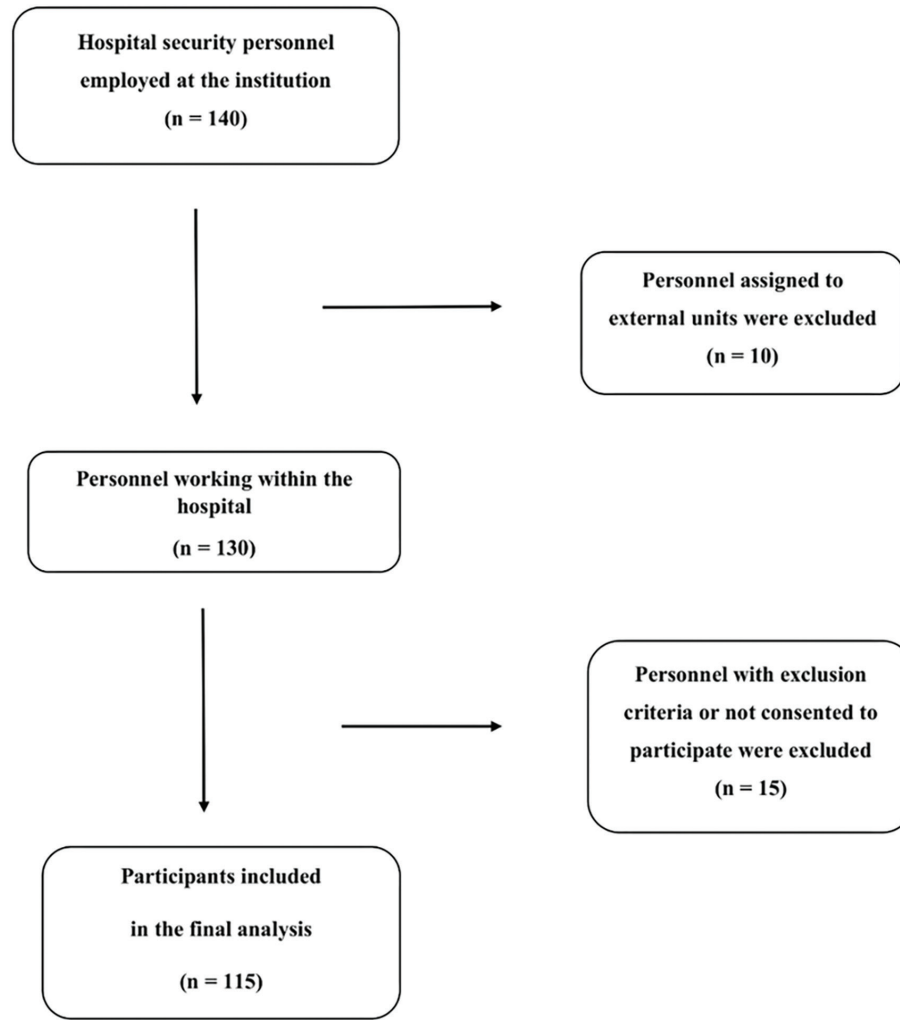 Hospital security personnel
employed at the institution
(n = 140)
Personnel assigned to
external units were excluded
(n = 10)
Personnel working within the
hospital
(n = 130)
Personnel with exclusion
criteria or not consented to
participate were excluded
(n = 15)
Participants included
in the final analysis
(n = 115)